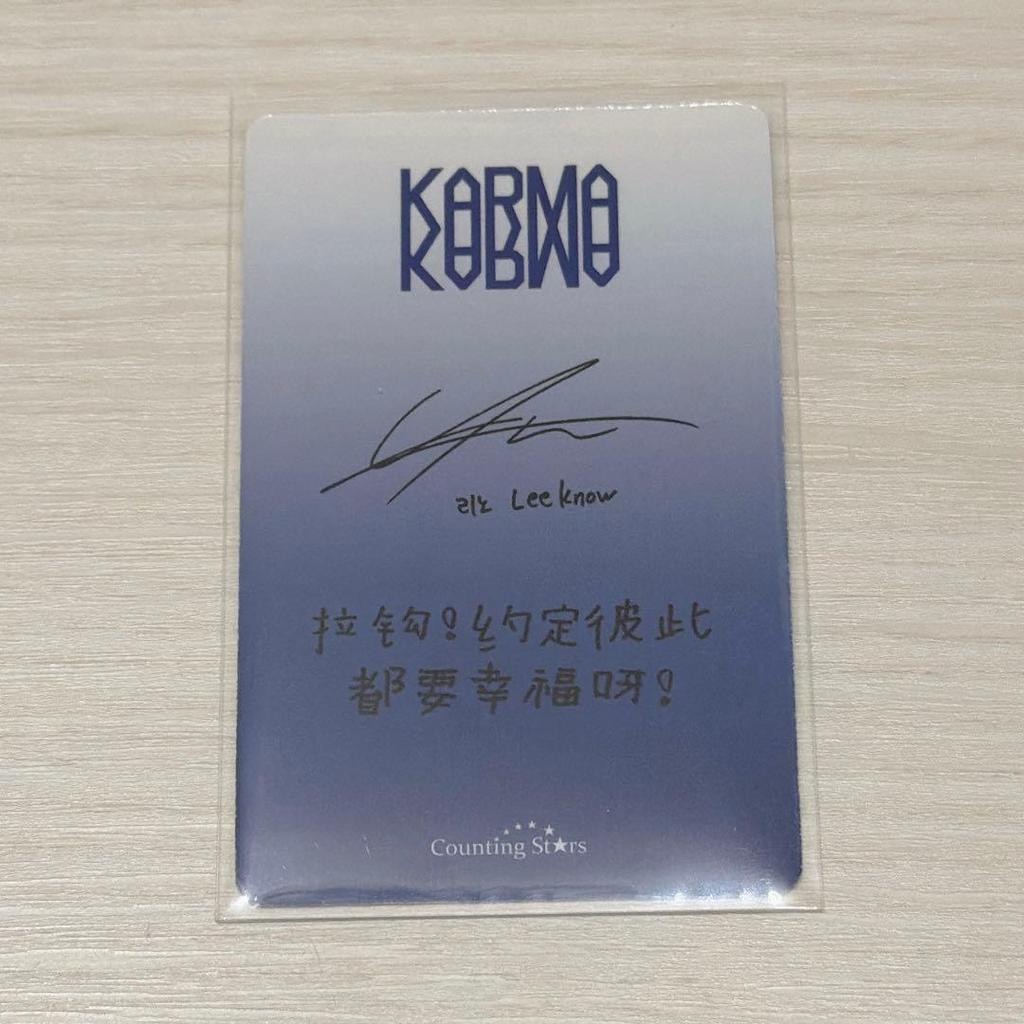 KARMA
리노 Lee Know
拉钩！约定彼此
都要幸福呀！
Counting Stars